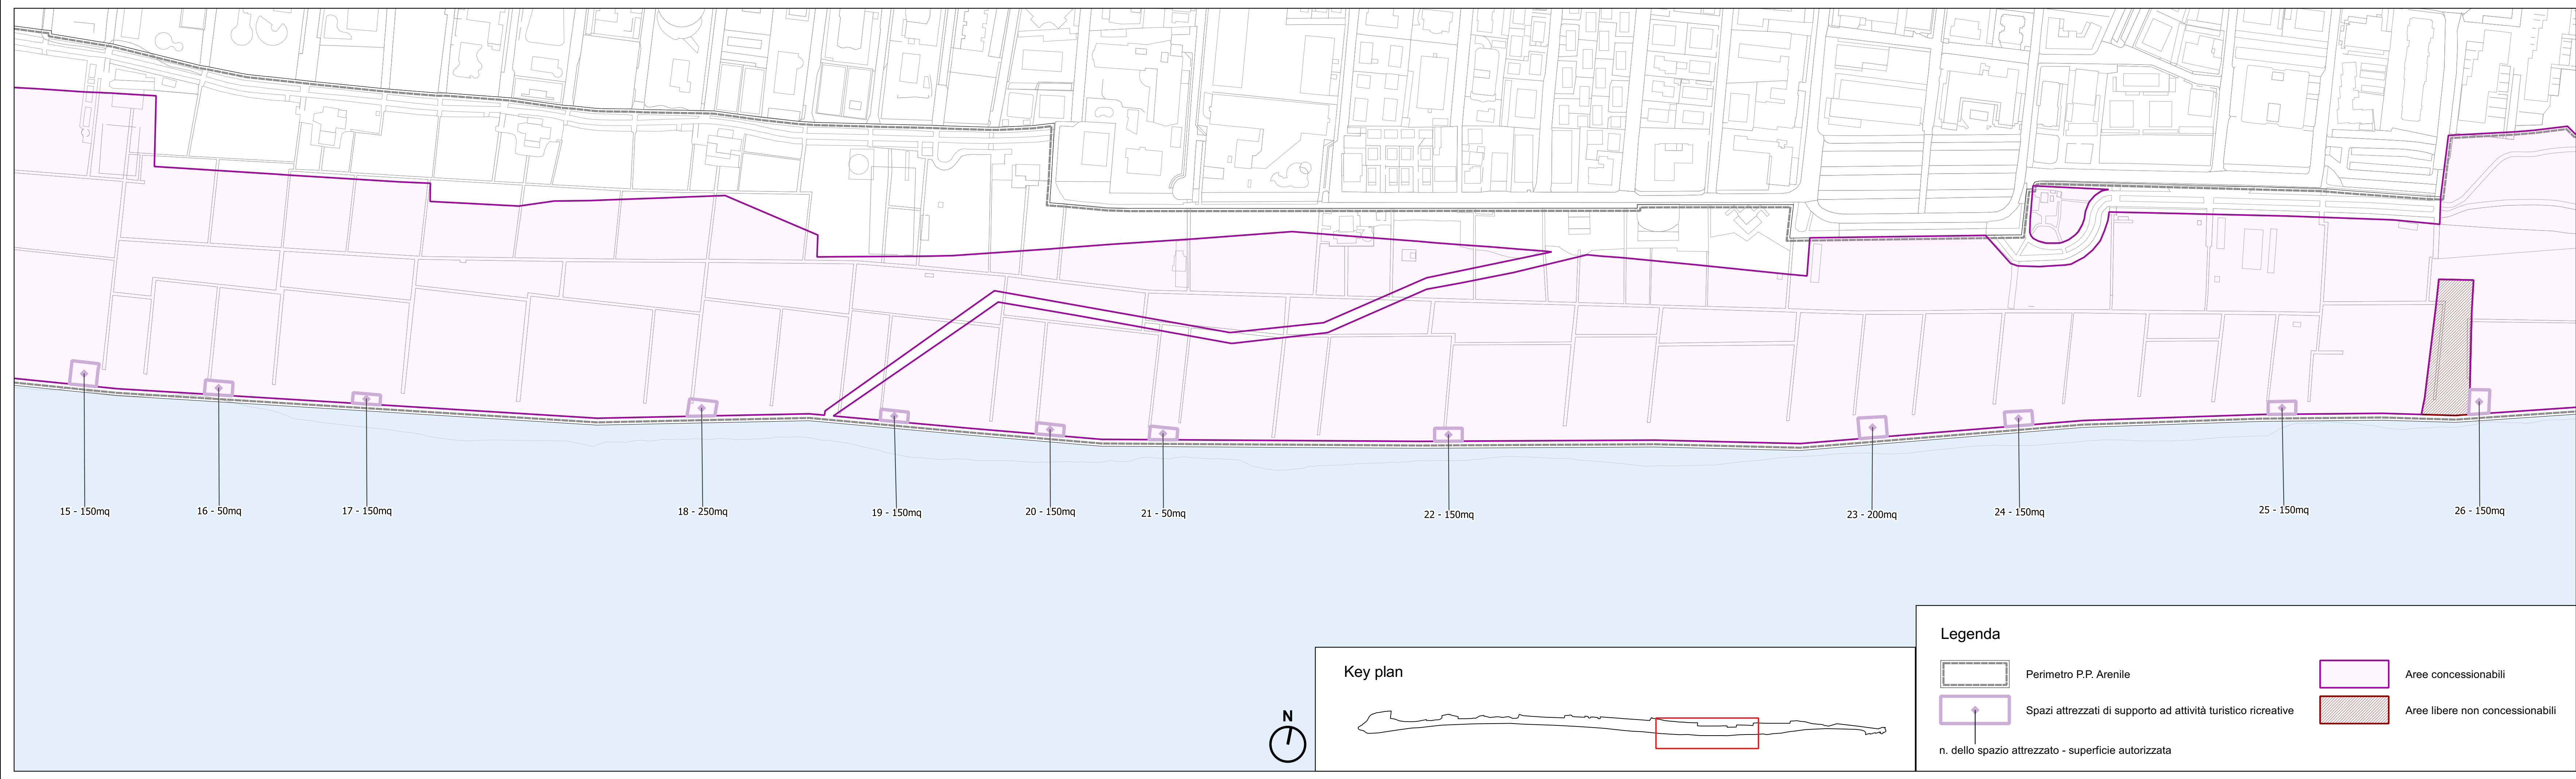 15 - 150mq
16 - 50mq
17 - 150mq
18 - 250mq
19 - 150mq
20 - 150mq
21 - 50mq
22 - 150mq
23 - 200mq
24 - 150mq
25 - 150mq
26 - 150mq
N
Key plan
Legenda
Perimetro P.P. Arenile
Aree concessionabili
Spazi attrezzati di supporto ad attività turistico ricreative
Aree libere non concessionabili
n. dello spazio attrezzato - superficie autorizzata